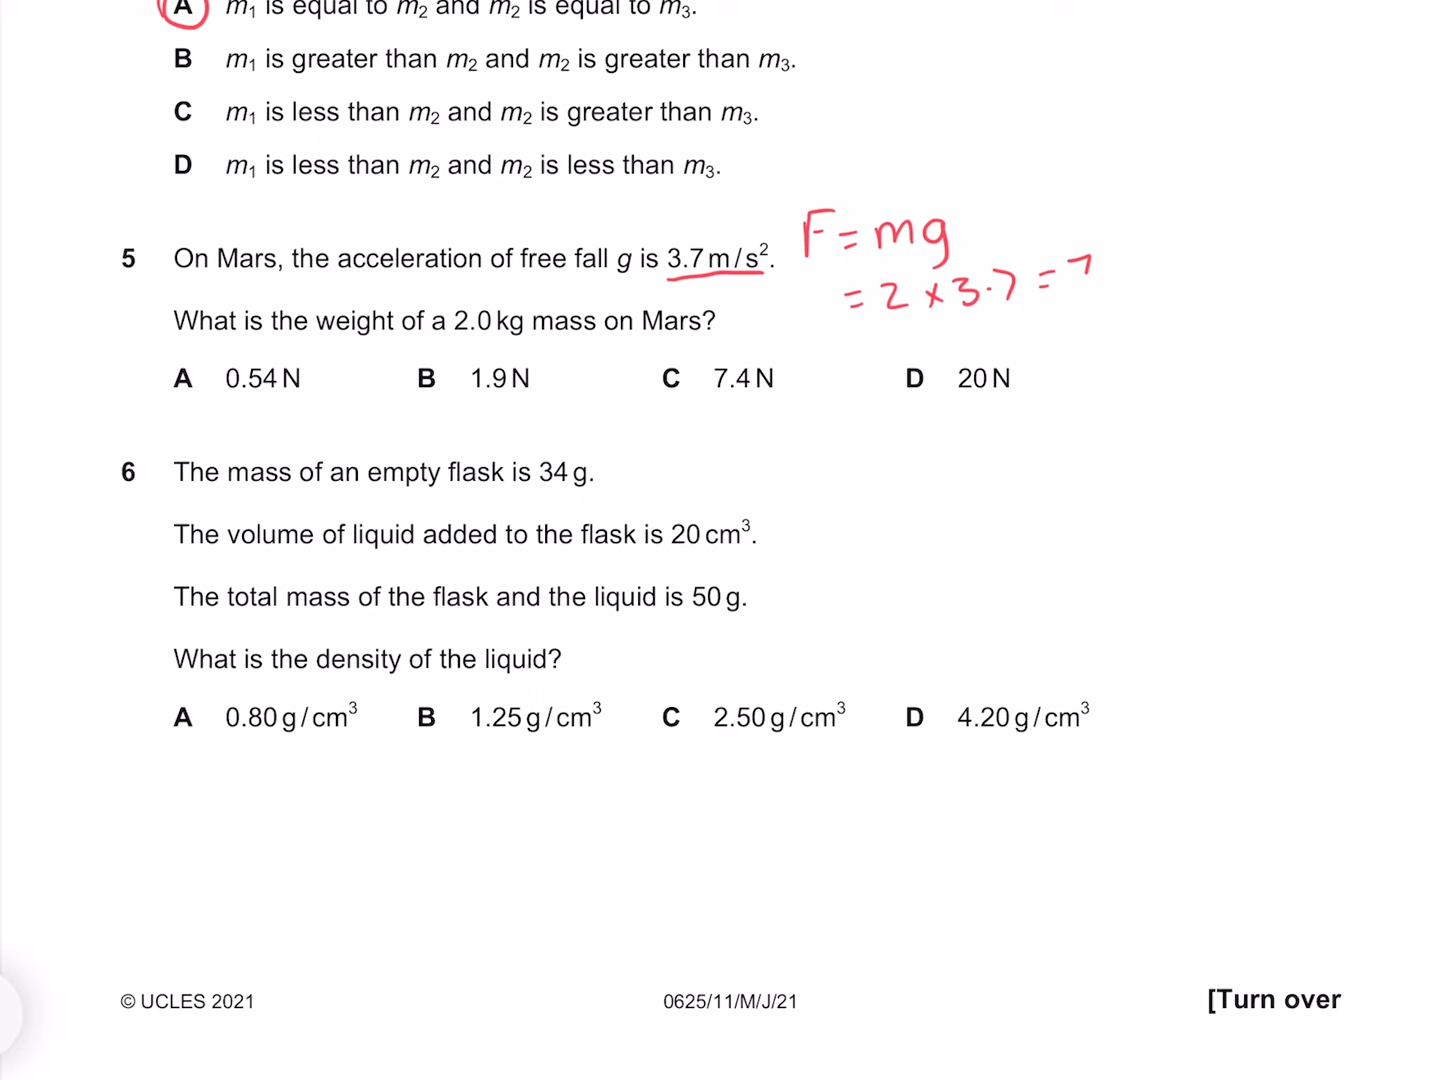 A m₁ is equal to m₂ and m₂ is equal to m₃.
B m₁ is greater than m₂ and m₂ is greater than m₃.
C m₁ is less than m₂ and m₂ is greater than m₃.
D m₁ is less than m₂ and m₂ is less than m₃.
F = mg
5 On Mars, the acceleration of free fall g is 3.7 m/s².
= 2 × 3.7 = 7
What is the weight of a 2.0 kg mass on Mars?
A 0.54 N B 1.9 N C 7.4 N D 20 N
6 The mass of an empty flask is 34 g.
The volume of liquid added to the flask is 20 cm³.
The total mass of the flask and the liquid is 50 g.
What is the density of the liquid?
A 0.80 g/cm³ B 1.25 g/cm³ C 2.50 g/cm³ D 4.20 g/cm³
© UCLES 2021 0625/11/M/J/21 [Turn over